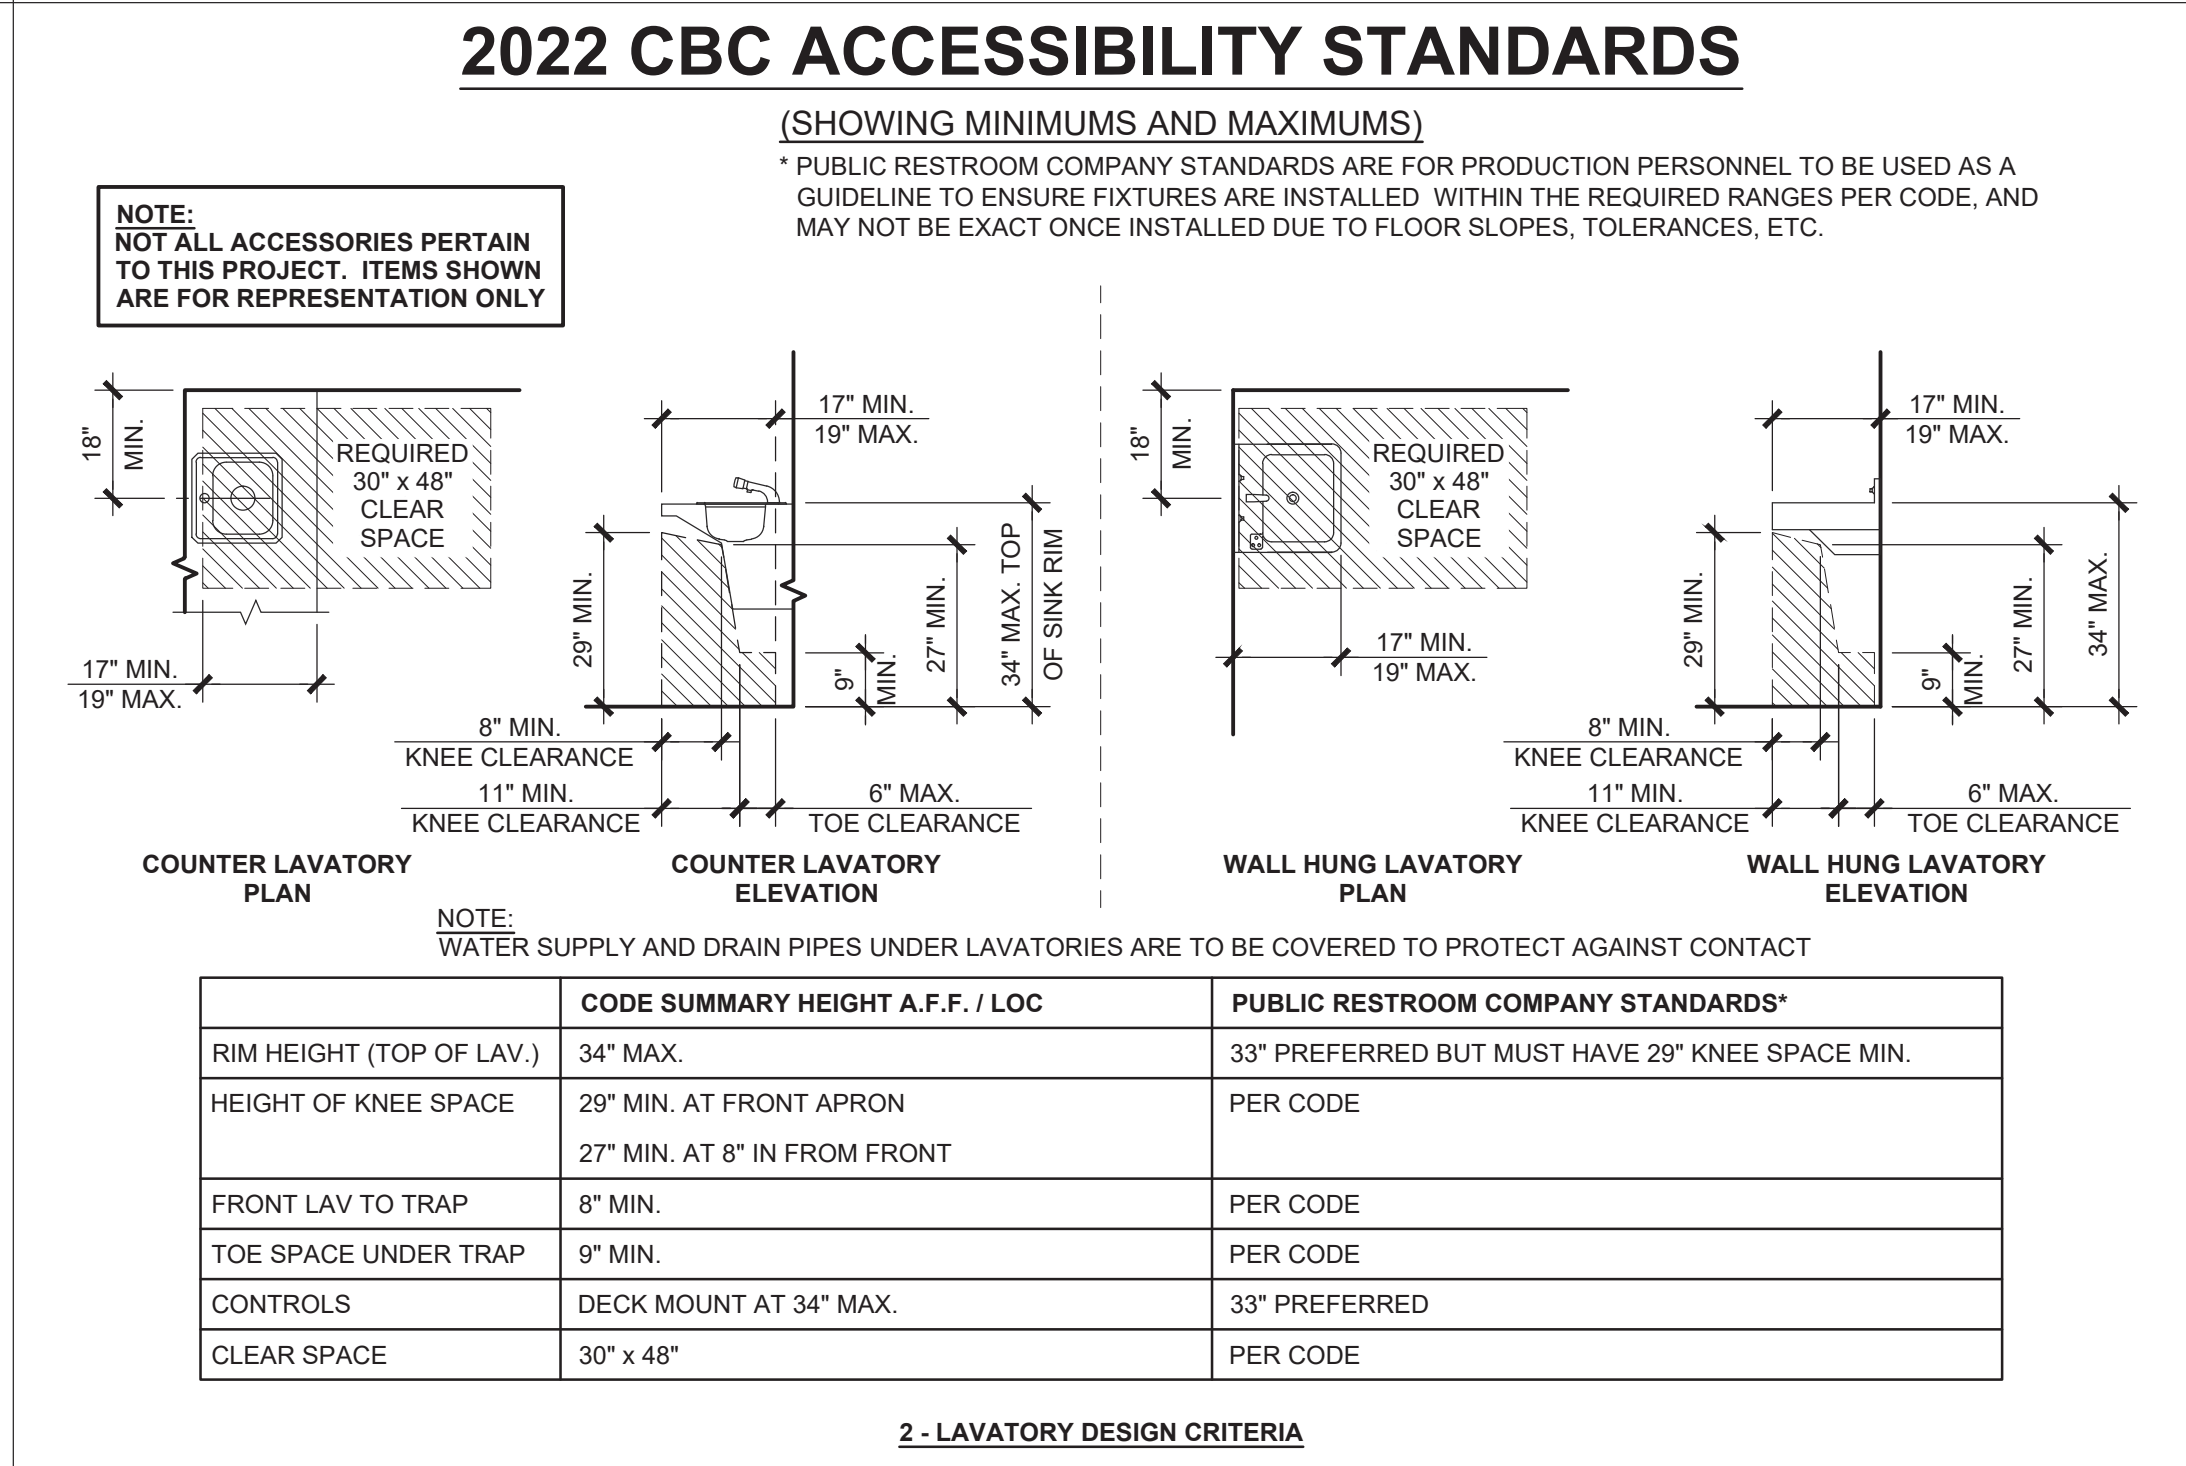 2022 CBC ACCESSIBILITY STANDARDS
(SHOWING MINIMUMS AND MAXIMUMS)
* PUBLIC RESTROOM COMPANY STANDARDS ARE FOR PRODUCTION PERSONNEL TO BE USED AS A
GUIDELINE TO ENSURE FIXTURES ARE INSTALLED WITHIN THE REQUIRED RANGES PER CODE, AND
MAY NOT BE EXACT ONCE INSTALLED DUE TO FLOOR SLOPES, TOLERANCES, ETC.
NOTE:
NOT ALL ACCESSORIES PERTAIN
TO THIS PROJECT. ITEMS SHOWN
ARE FOR REPRESENTATION ONLY
18"
MIN.
REQUIRED
30" x 48"
CLEAR
SPACE
17" MIN.
19" MAX.
COUNTER LAVATORY
PLAN
17" MIN.
19" MAX.
29" MIN.
9"
MIN.
27" MIN.
34" MAX. TOP
OF SINK RIM
8" MIN.
KNEE CLEARANCE
11" MIN.
KNEE CLEARANCE
6" MAX.
TOE CLEARANCE
COUNTER LAVATORY
ELEVATION
18"
MIN.
REQUIRED
30" x 48"
CLEAR
SPACE
17" MIN.
19" MAX.
WALL HUNG LAVATORY
PLAN
17" MIN.
19" MAX.
29" MIN.
9"
MIN.
27" MIN.
34" MAX.
8" MIN.
KNEE CLEARANCE
11" MIN.
KNEE CLEARANCE
6" MAX.
TOE CLEARANCE
WALL HUNG LAVATORY
ELEVATION
NOTE:
WATER SUPPLY AND DRAIN PIPES UNDER LAVATORIES ARE TO BE COVERED TO PROTECT AGAINST CONTACT
CODE SUMMARY HEIGHT A.F.F. / LOC PUBLIC RESTROOM COMPANY STANDARDS*
RIM HEIGHT (TOP OF LAV.) 34" MAX. 33" PREFERRED BUT MUST HAVE 29" KNEE SPACE MIN.
HEIGHT OF KNEE SPACE 29" MIN. AT FRONT APRON PER CODE
27" MIN. AT 8" IN FROM FRONT
FRONT LAV TO TRAP 8" MIN. PER CODE
TOE SPACE UNDER TRAP 9" MIN. PER CODE
CONTROLS DECK MOUNT AT 34" MAX. 33" PREFERRED
CLEAR SPACE 30" x 48" PER CODE
2 - LAVATORY DESIGN CRITERIA